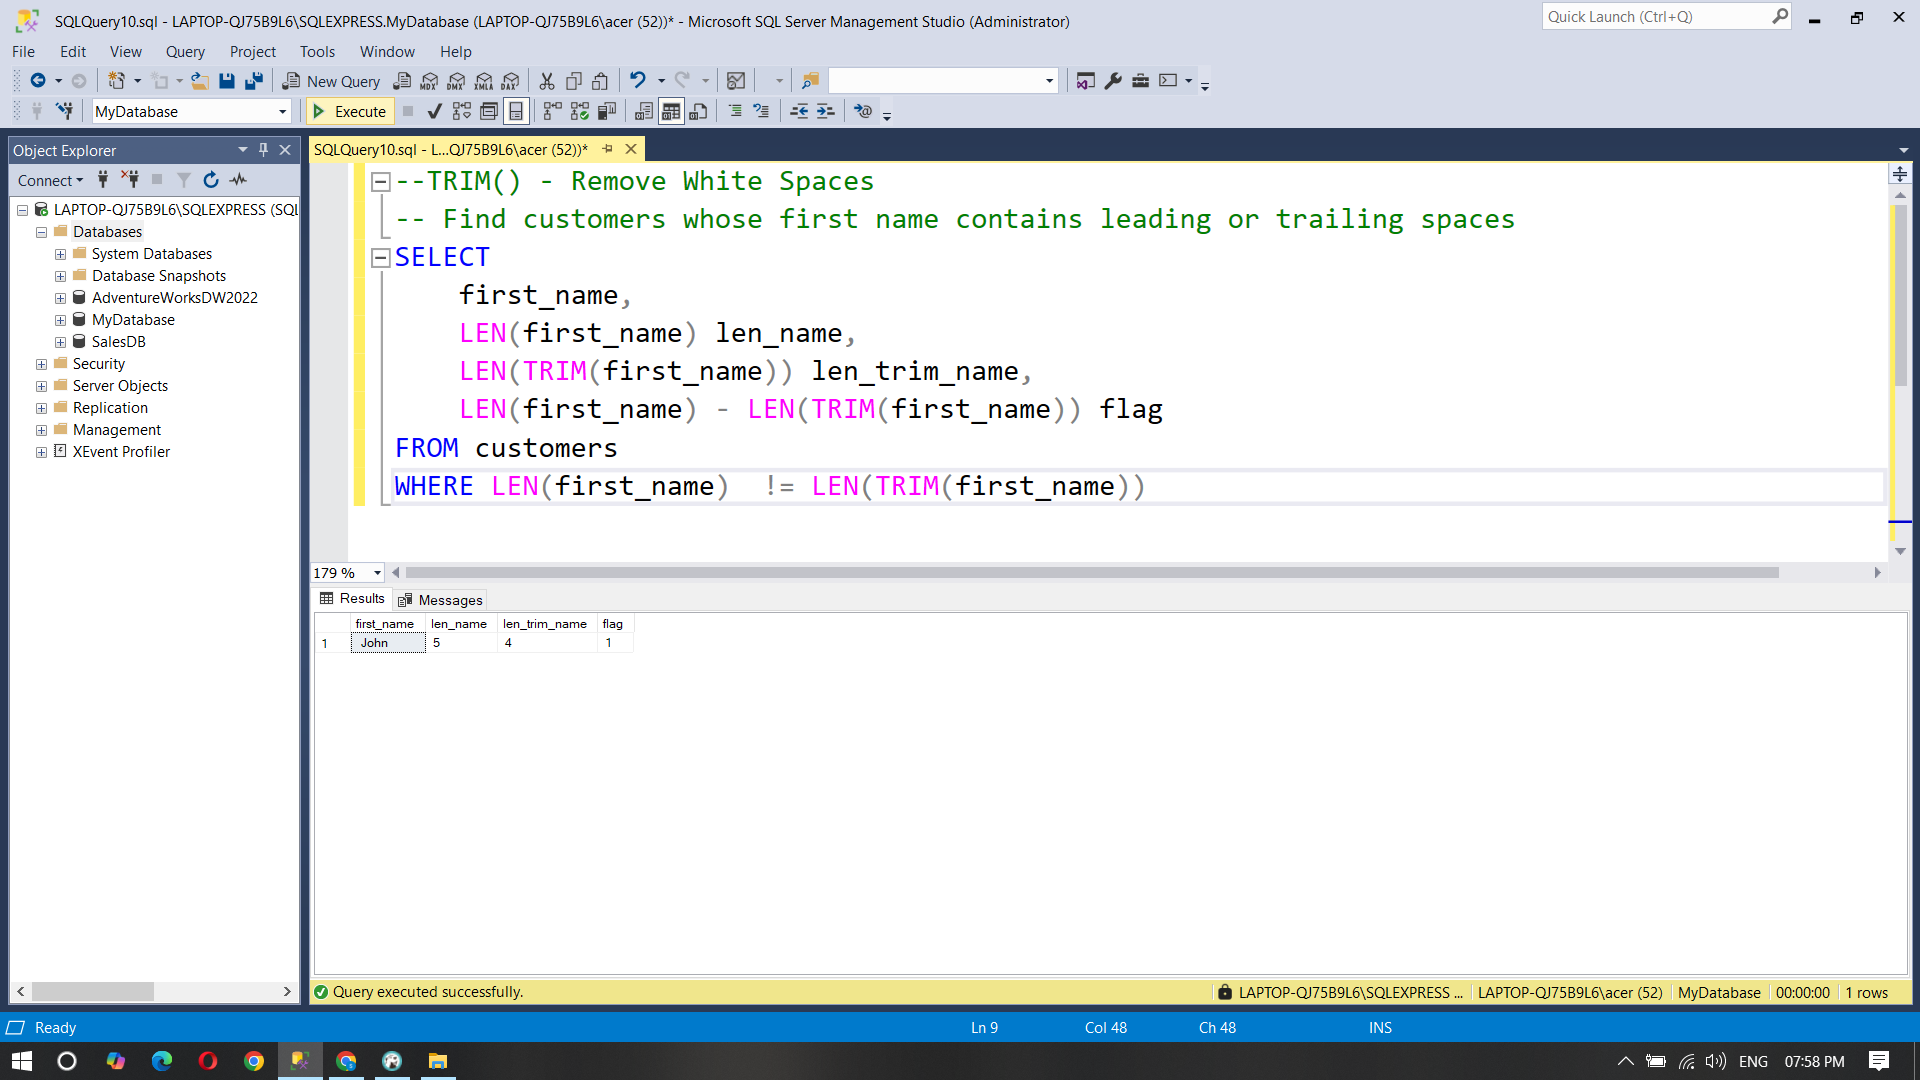 SQLQuery10.sql - LAPTOP-QJ75B9L6\SQLEXPRESS.MyDatabase (LAPTOP-QJ75B9L6\acer (52))* - Microsoft SQL Server Management Studio (Administrator)
Quick Launch (Ctrl+Q)
File Edit View Query Project Tools Window Help
New Query MDX DMX XMLA DAX
MyDatabase Execute
Object Explorer
SQLQuery10.sql - L...QJ75B9L6\acer (52))*
Connect
LAPTOP-QJ75B9L6\SQLEXPRESS (SQL
Databases
System Databases
Database Snapshots
AdventureWorksDW2022
MyDatabase
SalesDB
Security
Server Objects
Replication
Management
XEvent Profiler
--TRIM() - Remove White Spaces
-- Find customers whose first name contains leading or trailing spaces
SELECT
first_name,
LEN(first_name) len_name,
LEN(TRIM(first_name)) len_trim_name,
LEN(first_name) - LEN(TRIM(first_name)) flag
FROM customers
WHERE LEN(first_name)  != LEN(TRIM(first_name))
179 %
Results Messages
first_name len_name len_trim_name flag
1 John 5 4 1
Query executed successfully.
LAPTOP-QJ75B9L6\SQLEXPRESS ... LAPTOP-QJ75B9L6\acer (52) MyDatabase 00:00:00 1 rows
Ready Ln 9 Col 48 Ch 48 INS
ENG 07:58 PM